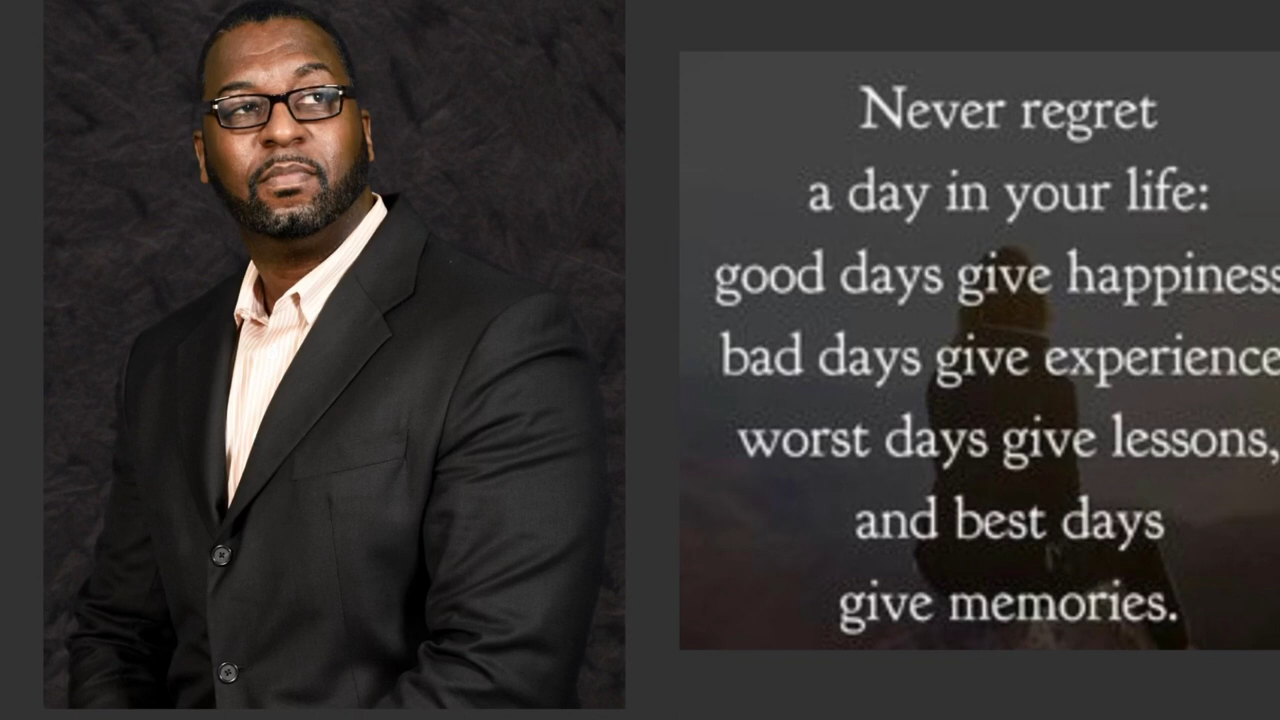 Never regret
a day in your life:
good days give happiness
bad days give experience
worst days give lessons,
and best days
give memories.